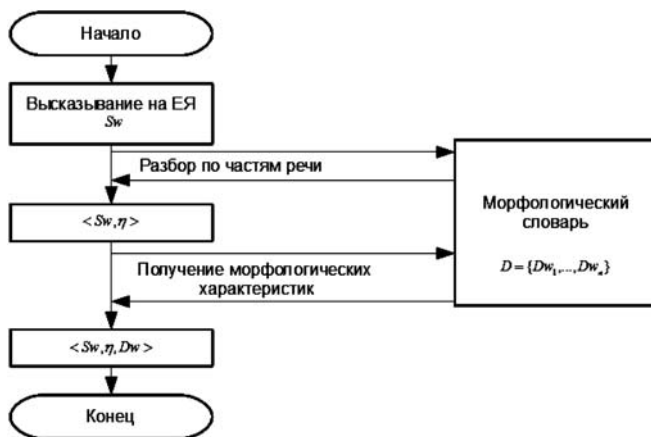 Начало
Высказывание на ЕЯ
Sw
Разбор по частям речи
< Sw, η >
Морфологический
словарь
D = {Dw₁,...,Dwₙ}
Получение морфологических
характеристик
< Sw, η, Dw >
Конец